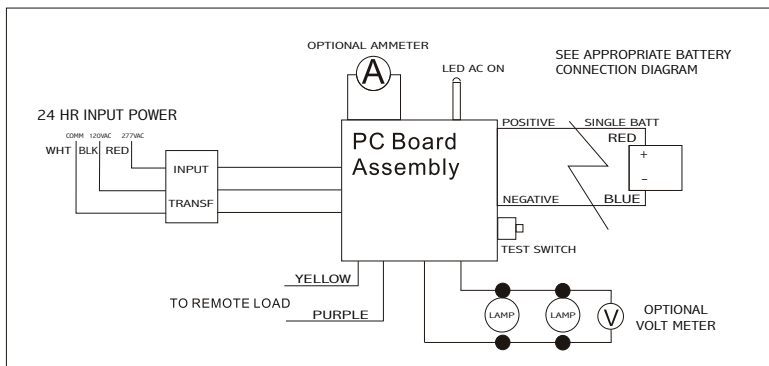 OPTIONAL AMMETER
A
LED AC ON
SEE APPROPRIATE BATTERY
CONNECTION DIAGRAM
24 HR INPUT POWER
COMM 120VAC 277VAC
WHT BLK RED
INPUT
TRANSF
PC Board
Assembly
POSITIVE
SINGLE BATT
RED
+
–
NEGATIVE
BLUE
TEST SWITCH
YELLOW
TO REMOTE LOAD
PURPLE
LAMP
LAMP
V
OPTIONAL
VOLT METER